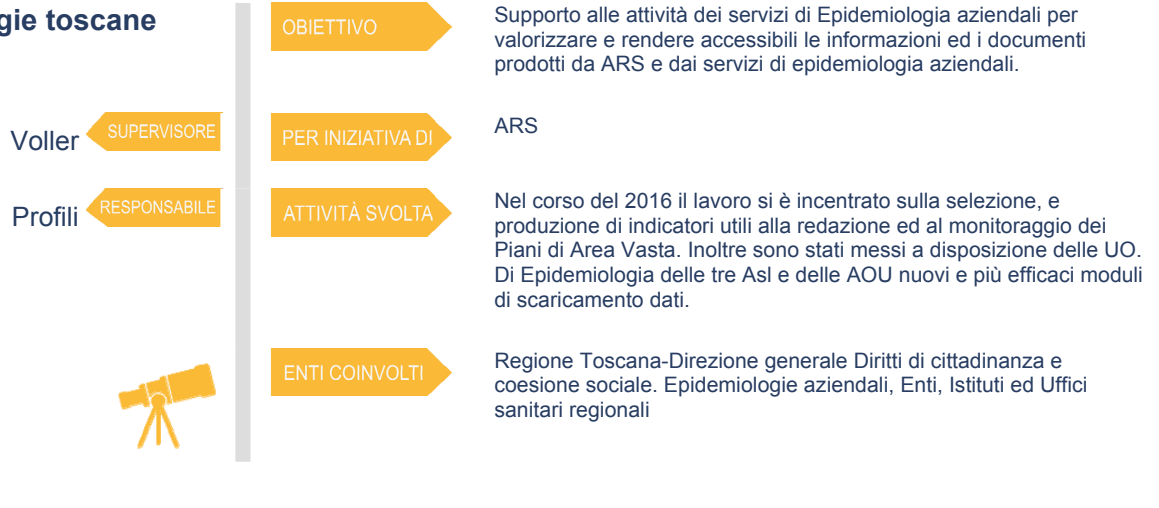 gie toscane
Voller SUPERVISORE
Profili RESPONSABILE
OBIETTIVO
Supporto alle attività dei servizi di Epidemiologia aziendali per
valorizzare e rendere accessibili le informazioni ed i documenti
prodotti da ARS e dai servizi di epidemiologia aziendali.
PER INIZIATIVA DI
ARS
ATTIVITÀ SVOLTA
Nel corso del 2016 il lavoro si è incentrato sulla selezione, e
produzione di indicatori utili alla redazione ed al monitoraggio dei
Piani di Area Vasta. Inoltre sono stati messi a disposizione delle UO.
Di Epidemiologia delle tre Asl e delle AOU nuovi e più efficaci moduli
di scaricamento dati.
ENTI COINVOLTI
Regione Toscana-Direzione generale Diritti di cittadinanza e
coesione sociale. Epidemiologie aziendali, Enti, Istituti ed Uffici
sanitari regionali